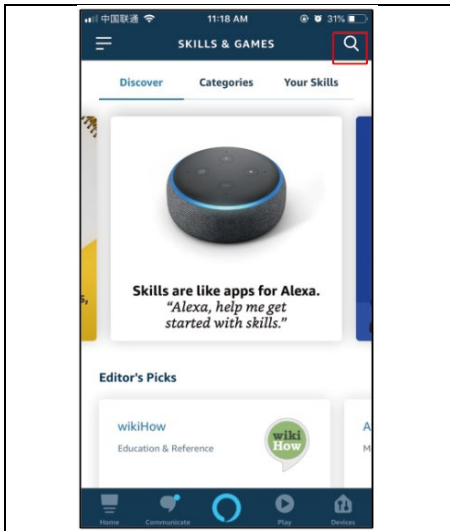 中国联通 11:18 AM 31%
SKILLS & GAMES
Discover Categories Your Skills
s,
Skills are like apps for Alexa.
“Alexa, help me get
started with skills.”
Editor's Picks
wikiHow
Education & Reference
wiki
How
A
M
Home Communicate Play Devices